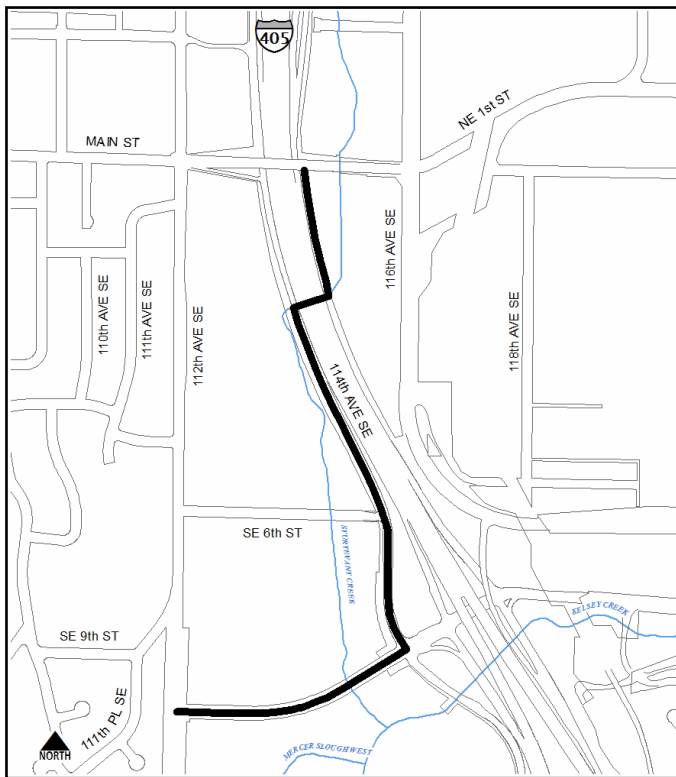 405
NE 1st ST
MAIN ST
116th AVE SE
110th AVE SE
111th AVE SE
112th AVE SE
118th AVE SE
114th AVE SE
SE 6th ST
STURTEVANT CREEK
KELSEY CREEK
SE 9th ST
111th PL SE
NORTH
MERCER SLOUGH WEST